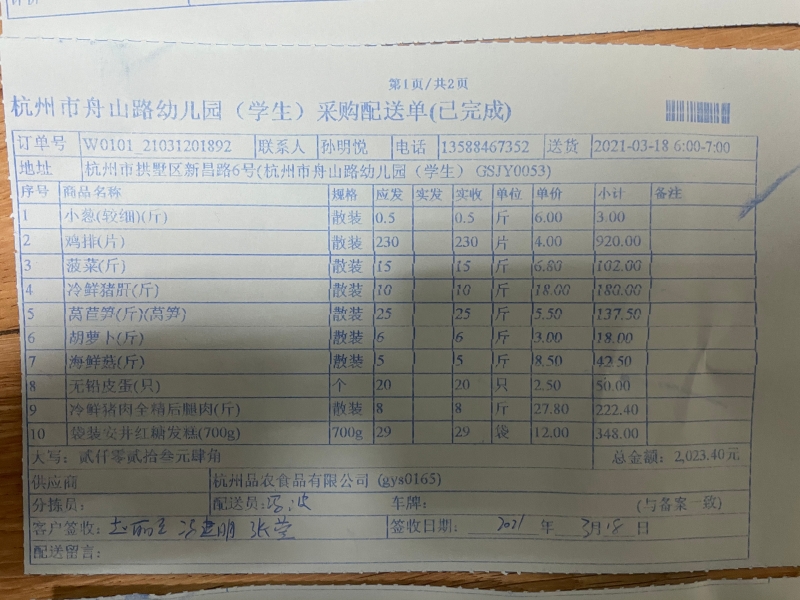 第1页/共2页
杭州市舟山路幼儿园（学生）采购配送单(已完成)
订单号 W0101_21031201892 联系人 孙明悦 电话 13588467352 送货 2021-03-18 6:00-7:00
地址 杭州市拱墅区新昌路6号(杭州市舟山路幼儿园（学生）GSJY0053)
序号 商品名称 规格 应发 实发 实收 单位 单价 小计 备注
1 小葱(较细)(斤) 散装 0.5 0.5 斤 6.00 3.00
2 鸡排(片) 散装 230 230 片 4.00 920.00
3 菠菜(斤) 散装 15 15 斤 6.80 102.00
4 冷鲜猪肝(斤) 散装 10 10 斤 18.00 180.00
5 莴苣笋(斤)(莴笋) 散装 25 25 斤 5.50 137.50
6 胡萝卜(斤) 散装 6 6 斤 3.00 18.00
7 海鲜菇(斤) 散装 5 5 斤 8.50 42.50
8 无铅皮蛋(只) 个 20 20 只 2.50 50.00
9 冷鲜猪肉全精后腿肉(斤) 散装 8 8 斤 27.80 222.40
10 袋装安井红糖发糕(700g) 700g 29 29 袋 12.00 348.00
大写：贰仟零贰拾叁元肆角 总金额：2,023.40元
供应商 杭州品农食品有限公司 (gys0165)
分拣员： 配送员： 车牌： (与备案一致)
客户签收： 签收日期： 2021 年 3月18 日
配送留言：